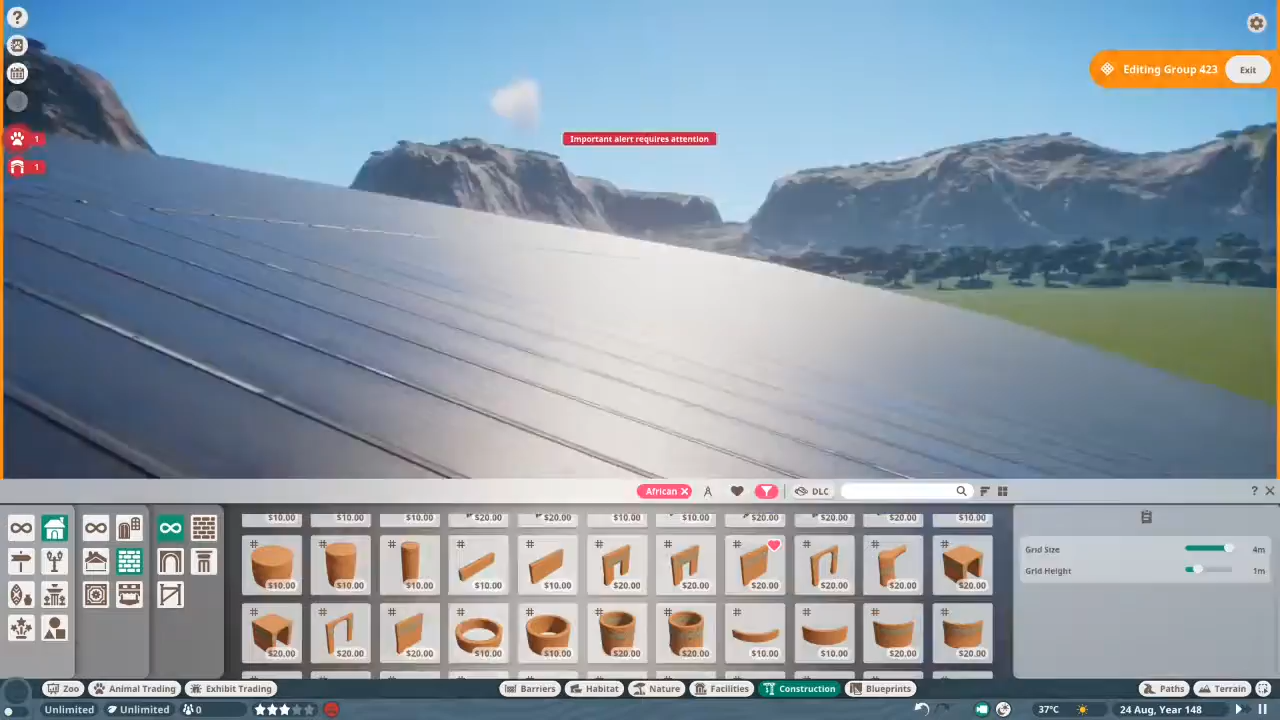 ?
Editing Group 423
Exit
Important alert requires attention
1
1
African
DLC
?
$10.00 $10.00 $10.00 $20.00 $20.00 $10.00 $10.00 $20.00 $20.00 $20.00 $10.00
$10.00 $10.00 $10.00 $10.00 $10.00 $20.00 $20.00 $20.00 $20.00 $20.00 $20.00
$20.00 $20.00 $20.00 $10.00 $10.00 $20.00 $20.00 $10.00 $10.00 $20.00 $20.00
Grid Size 4m
Grid Height 1m
Zoo Animal Trading Exhibit Trading Barriers Habitat Nature Facilities Construction Blueprints Paths Terrain
Unlimited Unlimited 0 37°C 24 Aug, Year 148